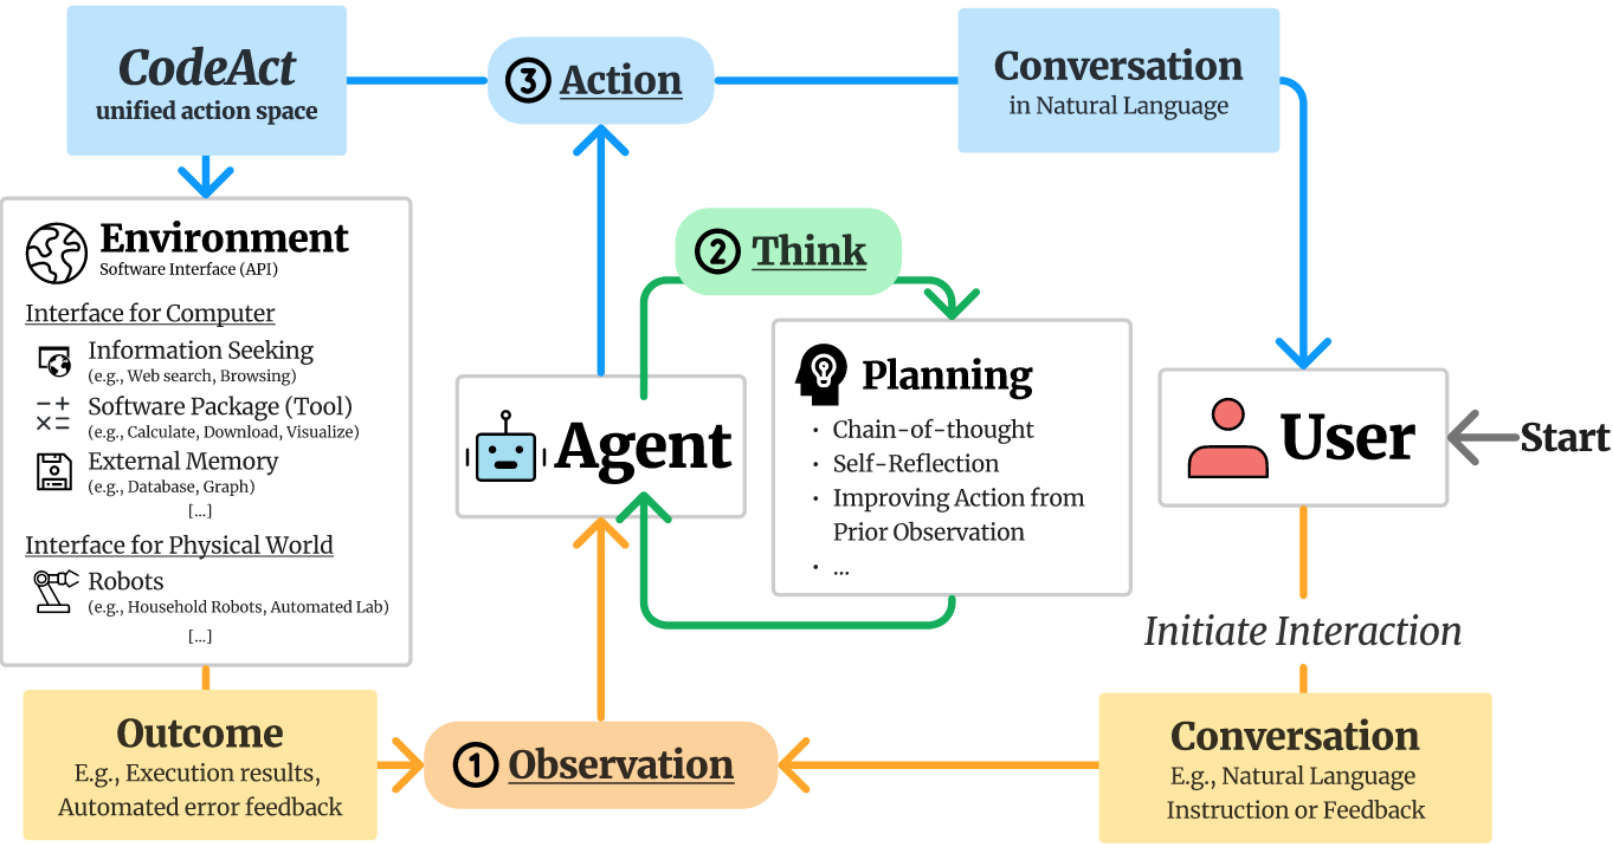 CodeAct
unified action space
③ Action
Conversation
in Natural Language
Environment
Software Interface (API)
Interface for Computer
Information Seeking
(e.g., Web search, Browsing)
Software Package (Tool)
(e.g., Calculate, Download, Visualize)
External Memory
(e.g., Database, Graph)
[...]
Interface for Physical World
Robots
(e.g., Household Robots, Automated Lab)
[...]
② Think
Agent
Planning
· Chain-of-thought
· Self-Reflection
· Improving Action from
Prior Observation
· ...
User
Start
Initiate Interaction
Outcome
E.g., Execution results,
Automated error feedback
① Observation
Conversation
E.g., Natural Language
Instruction or Feedback